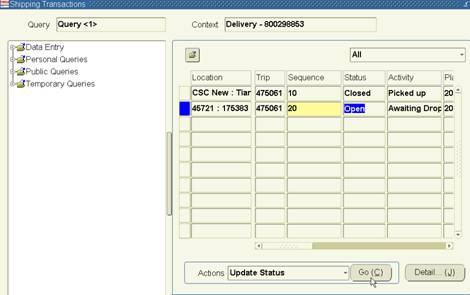 Shipping Transactions
Query Query <1> Context Delivery - 800298853
Data Entry
Personal Queries
Public Queries
Temporary Queries
All
Location Trip Sequence Status Activity Pla
CSC New : Tiar 475061 10 Closed Picked up 20
45721 : 175383 475061 20 Open Awaiting Drop 20
Actions Update Status Go (C) Detail... (J)